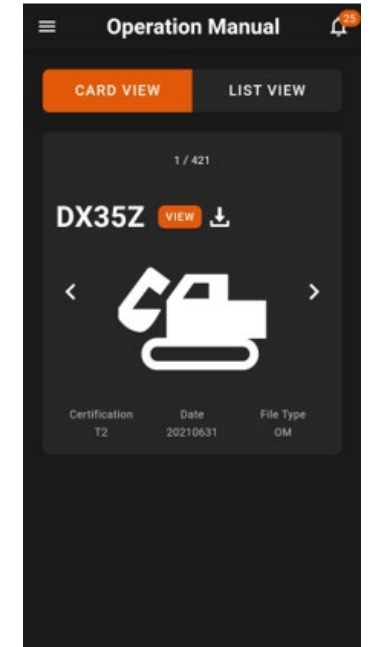 Operation Manual 25
CARD VIEW LIST VIEW
1 / 421
DX35Z VIEW
Certification Date File Type
T2 20210631 OM